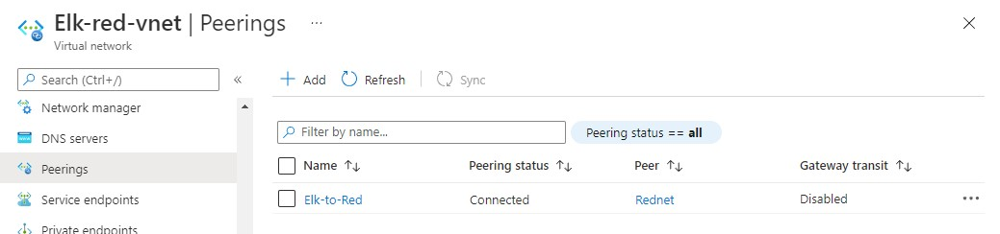 Elk-red-vnet | Peerings ...
Virtual network
Search (Ctrl+/) «
Network manager
DNS servers
Peerings
Service endpoints
Private endpoints
+ Add Refresh Sync
Filter by name... Peering status == all
Name ↑↓ Peering status ↑↓ Peer ↑↓ Gateway transit ↑↓
Elk-to-Red Connected Rednet Disabled ...